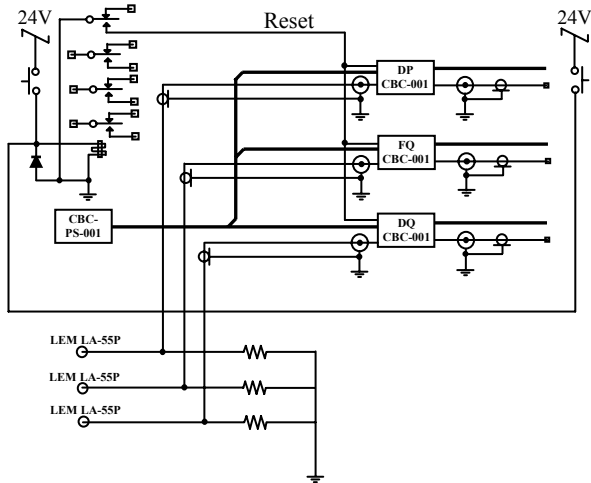 24V
Reset
24V
DP
CBC-001
FQ
CBC-001
CBC-
PS-001
DQ
CBC-001
LEM LA-55P
LEM LA-55P
LEM LA-55P